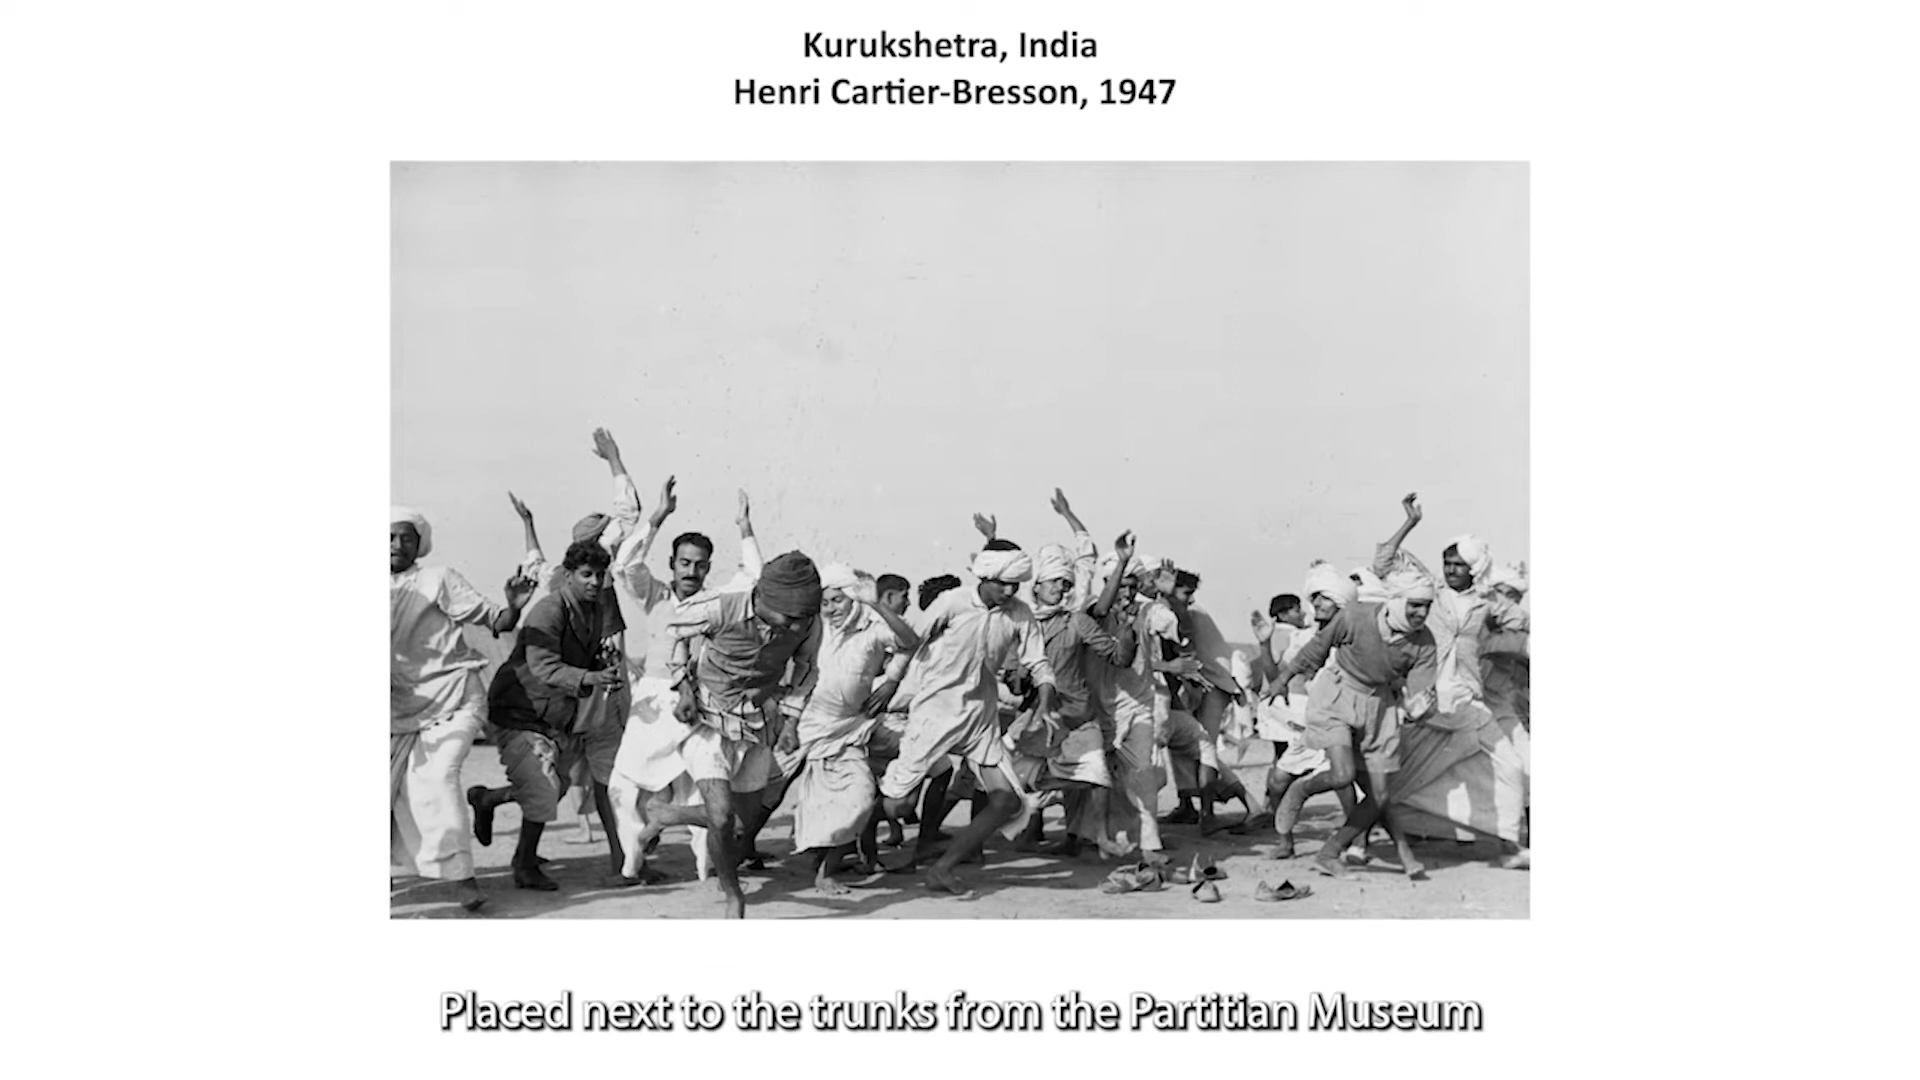 Kurukshetra, India
Henri Cartier-Bresson, 1947
Placed next to the trunks from the Partitian Museum